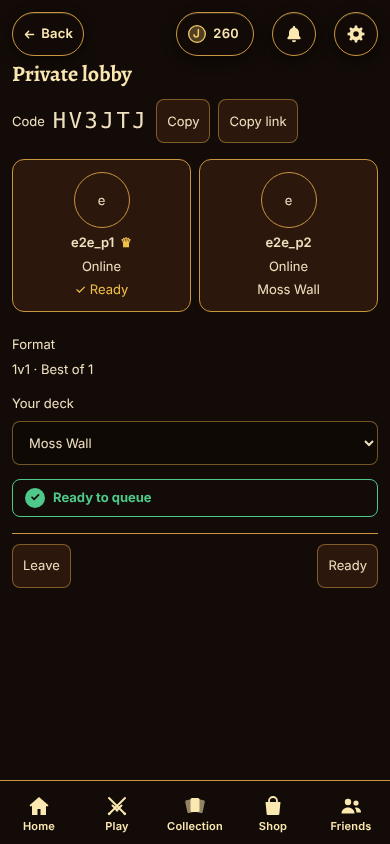 ← Back
J 260
Private lobby
Code HV3JTJ Copy Copy link
e
e2e_p1
Online
✓ Ready
e
e2e_p2
Online
Moss Wall
Format
1v1 · Best of 1
Your deck
Moss Wall
Ready to queue
Leave
Ready
Home
Play
Collection
Shop
Friends